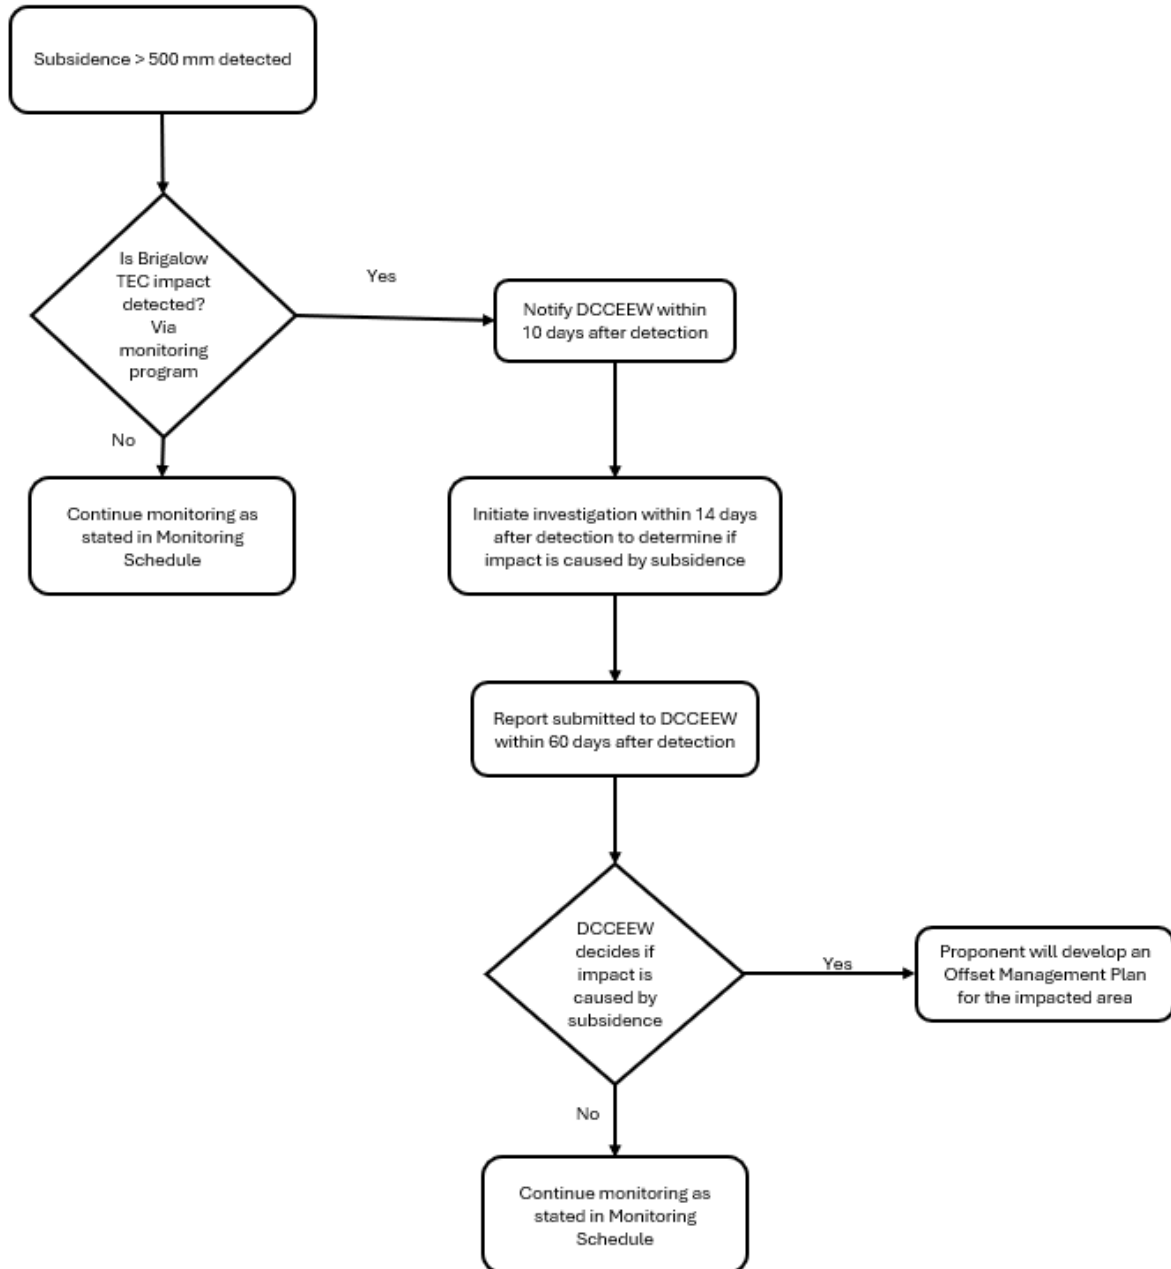 Subsidence > 500 mm detected
Is Brigalow
TEC impact
detected?
Via
monitoring
program
Yes
Notify DCCEEW within
10 days after detection
No
Continue monitoring as
stated in Monitoring
Schedule
Initiate investigation within 14 days
after detection to determine if
impact is caused by subsidence
Report submitted to DCCEEW
within 60 days after detection
DCCEEW
decides if
impact is
caused by
subsidence
Yes
Proponent will develop an
Offset Management Plan
for the impacted area
No
Continue monitoring as
stated in Monitoring
Schedule